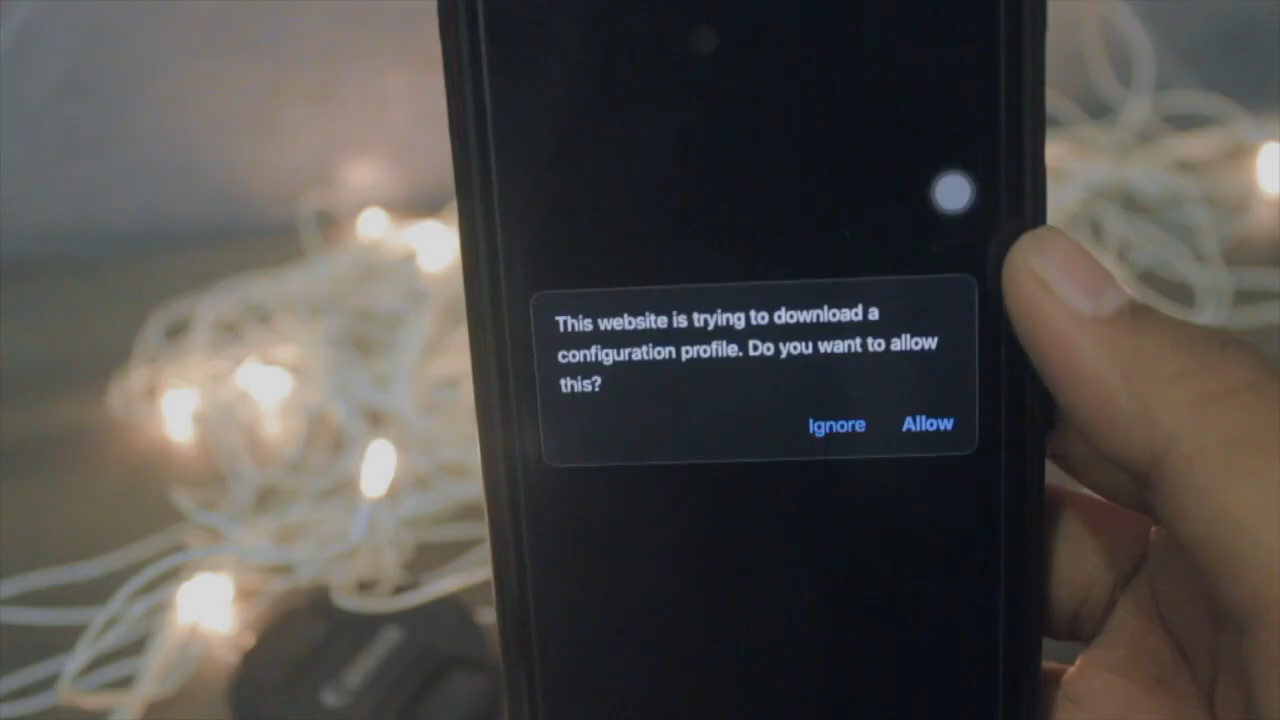 This website is trying to download a
configuration profile. Do you want to allow
this?
Ignore Allow